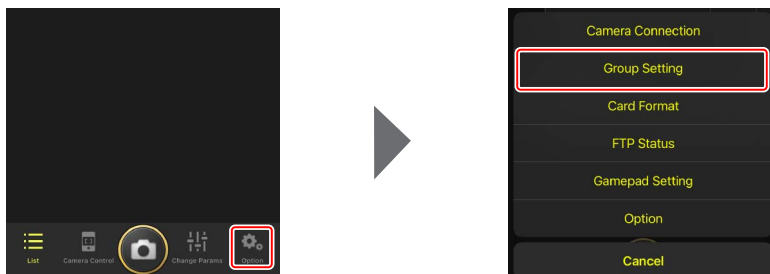 List
Camera Control
Change Params
Option
Camera Connection
Group Setting
Card Format
FTP Status
Gamepad Setting
Option
Cancel